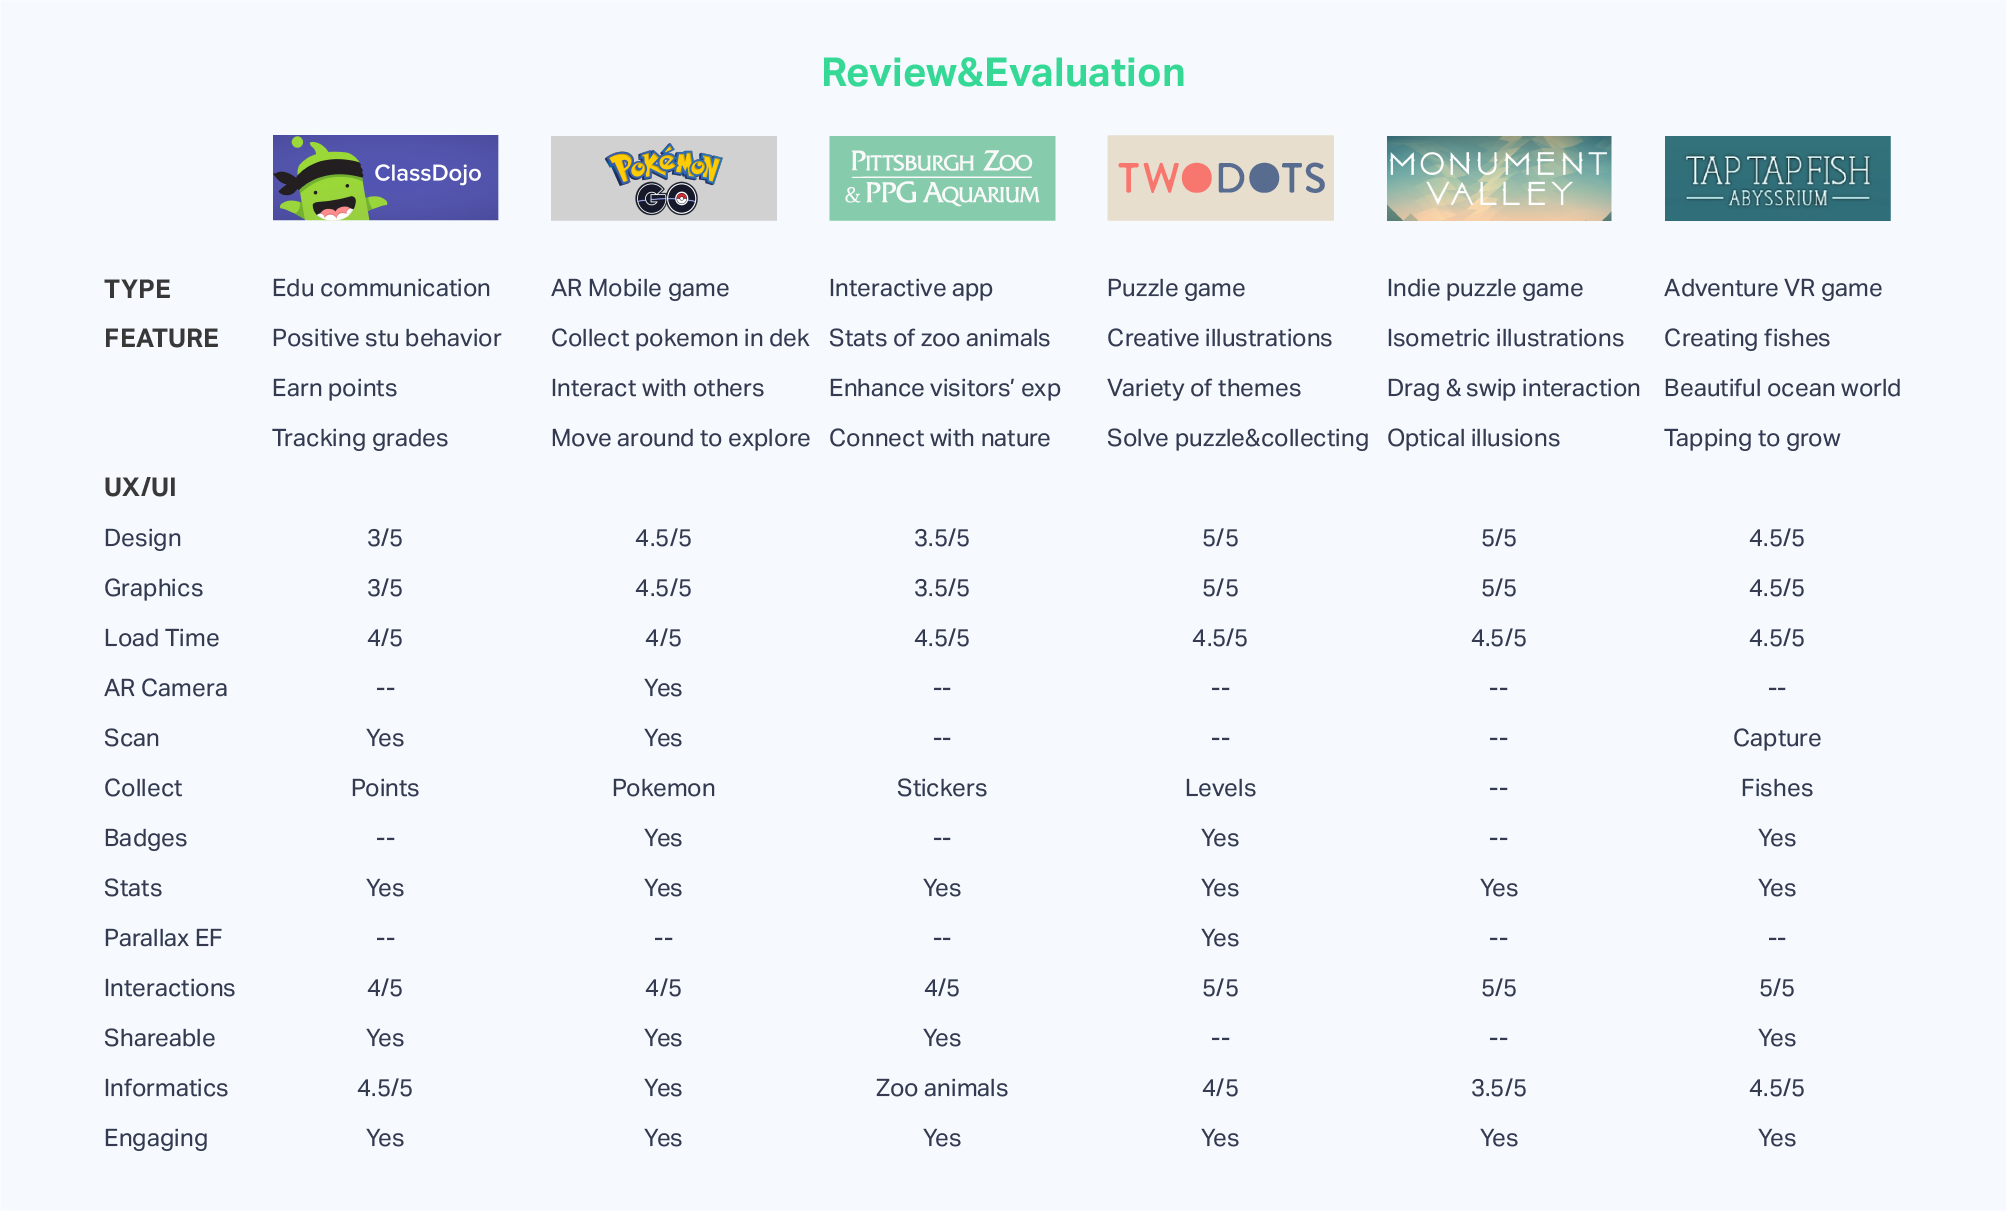 Review&Evaluation
ClassDojo
POKÉMON GO
PITTSBURGH ZOO & PPG AQUARIUM
TWODOTS
MONUMENT VALLEY
TAP TAP FISH ABYSSRIUM
TYPE Edu communication AR Mobile game Interactive app Puzzle game Indie puzzle game Adventure VR game
FEATURE Positive stu behavior Collect pokemon in dek Stats of zoo animals Creative illustrations Isometric illustrations Creating fishes
Earn points Interact with others Enhance visitors’ exp Variety of themes Drag & swip interaction Beautiful ocean world
Tracking grades Move around to explore Connect with nature Solve puzzle&collecting Optical illusions Tapping to grow
UX/UI
Design 3/5 4.5/5 3.5/5 5/5 5/5 4.5/5
Graphics 3/5 4.5/5 3.5/5 5/5 5/5 4.5/5
Load Time 4/5 4/5 4.5/5 4.5/5 4.5/5 4.5/5
AR Camera -- Yes -- -- -- --
Scan Yes Yes -- -- -- Capture
Collect Points Pokemon Stickers Levels -- Fishes
Badges -- Yes -- Yes -- Yes
Stats Yes Yes Yes Yes Yes Yes
Parallax EF -- -- -- Yes -- --
Interactions 4/5 4/5 4/5 5/5 5/5 5/5
Shareable Yes Yes Yes -- -- Yes
Informatics 4.5/5 Yes Zoo animals 4/5 3.5/5 4.5/5
Engaging Yes Yes Yes Yes Yes Yes